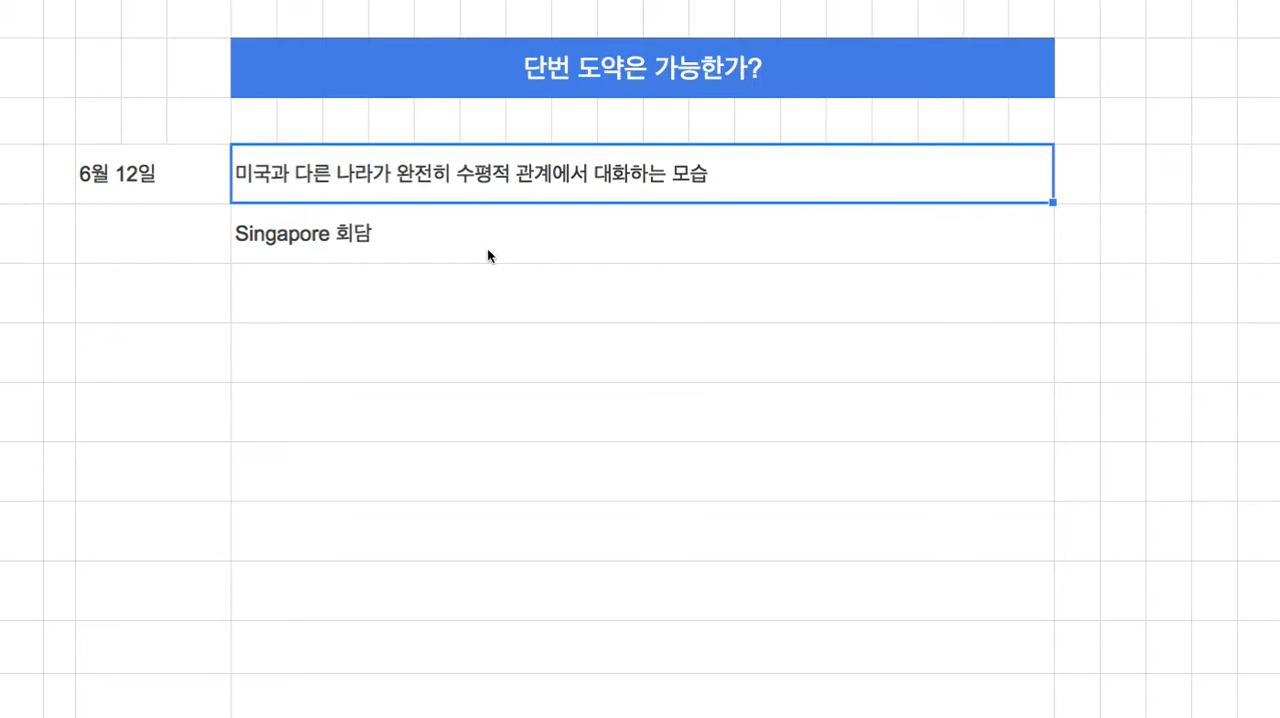 단번 도약은 가능한가?
6월 12일 미국과 다른 나라가 완전히 수평적 관계에서 대화하는 모습
Singapore 회담